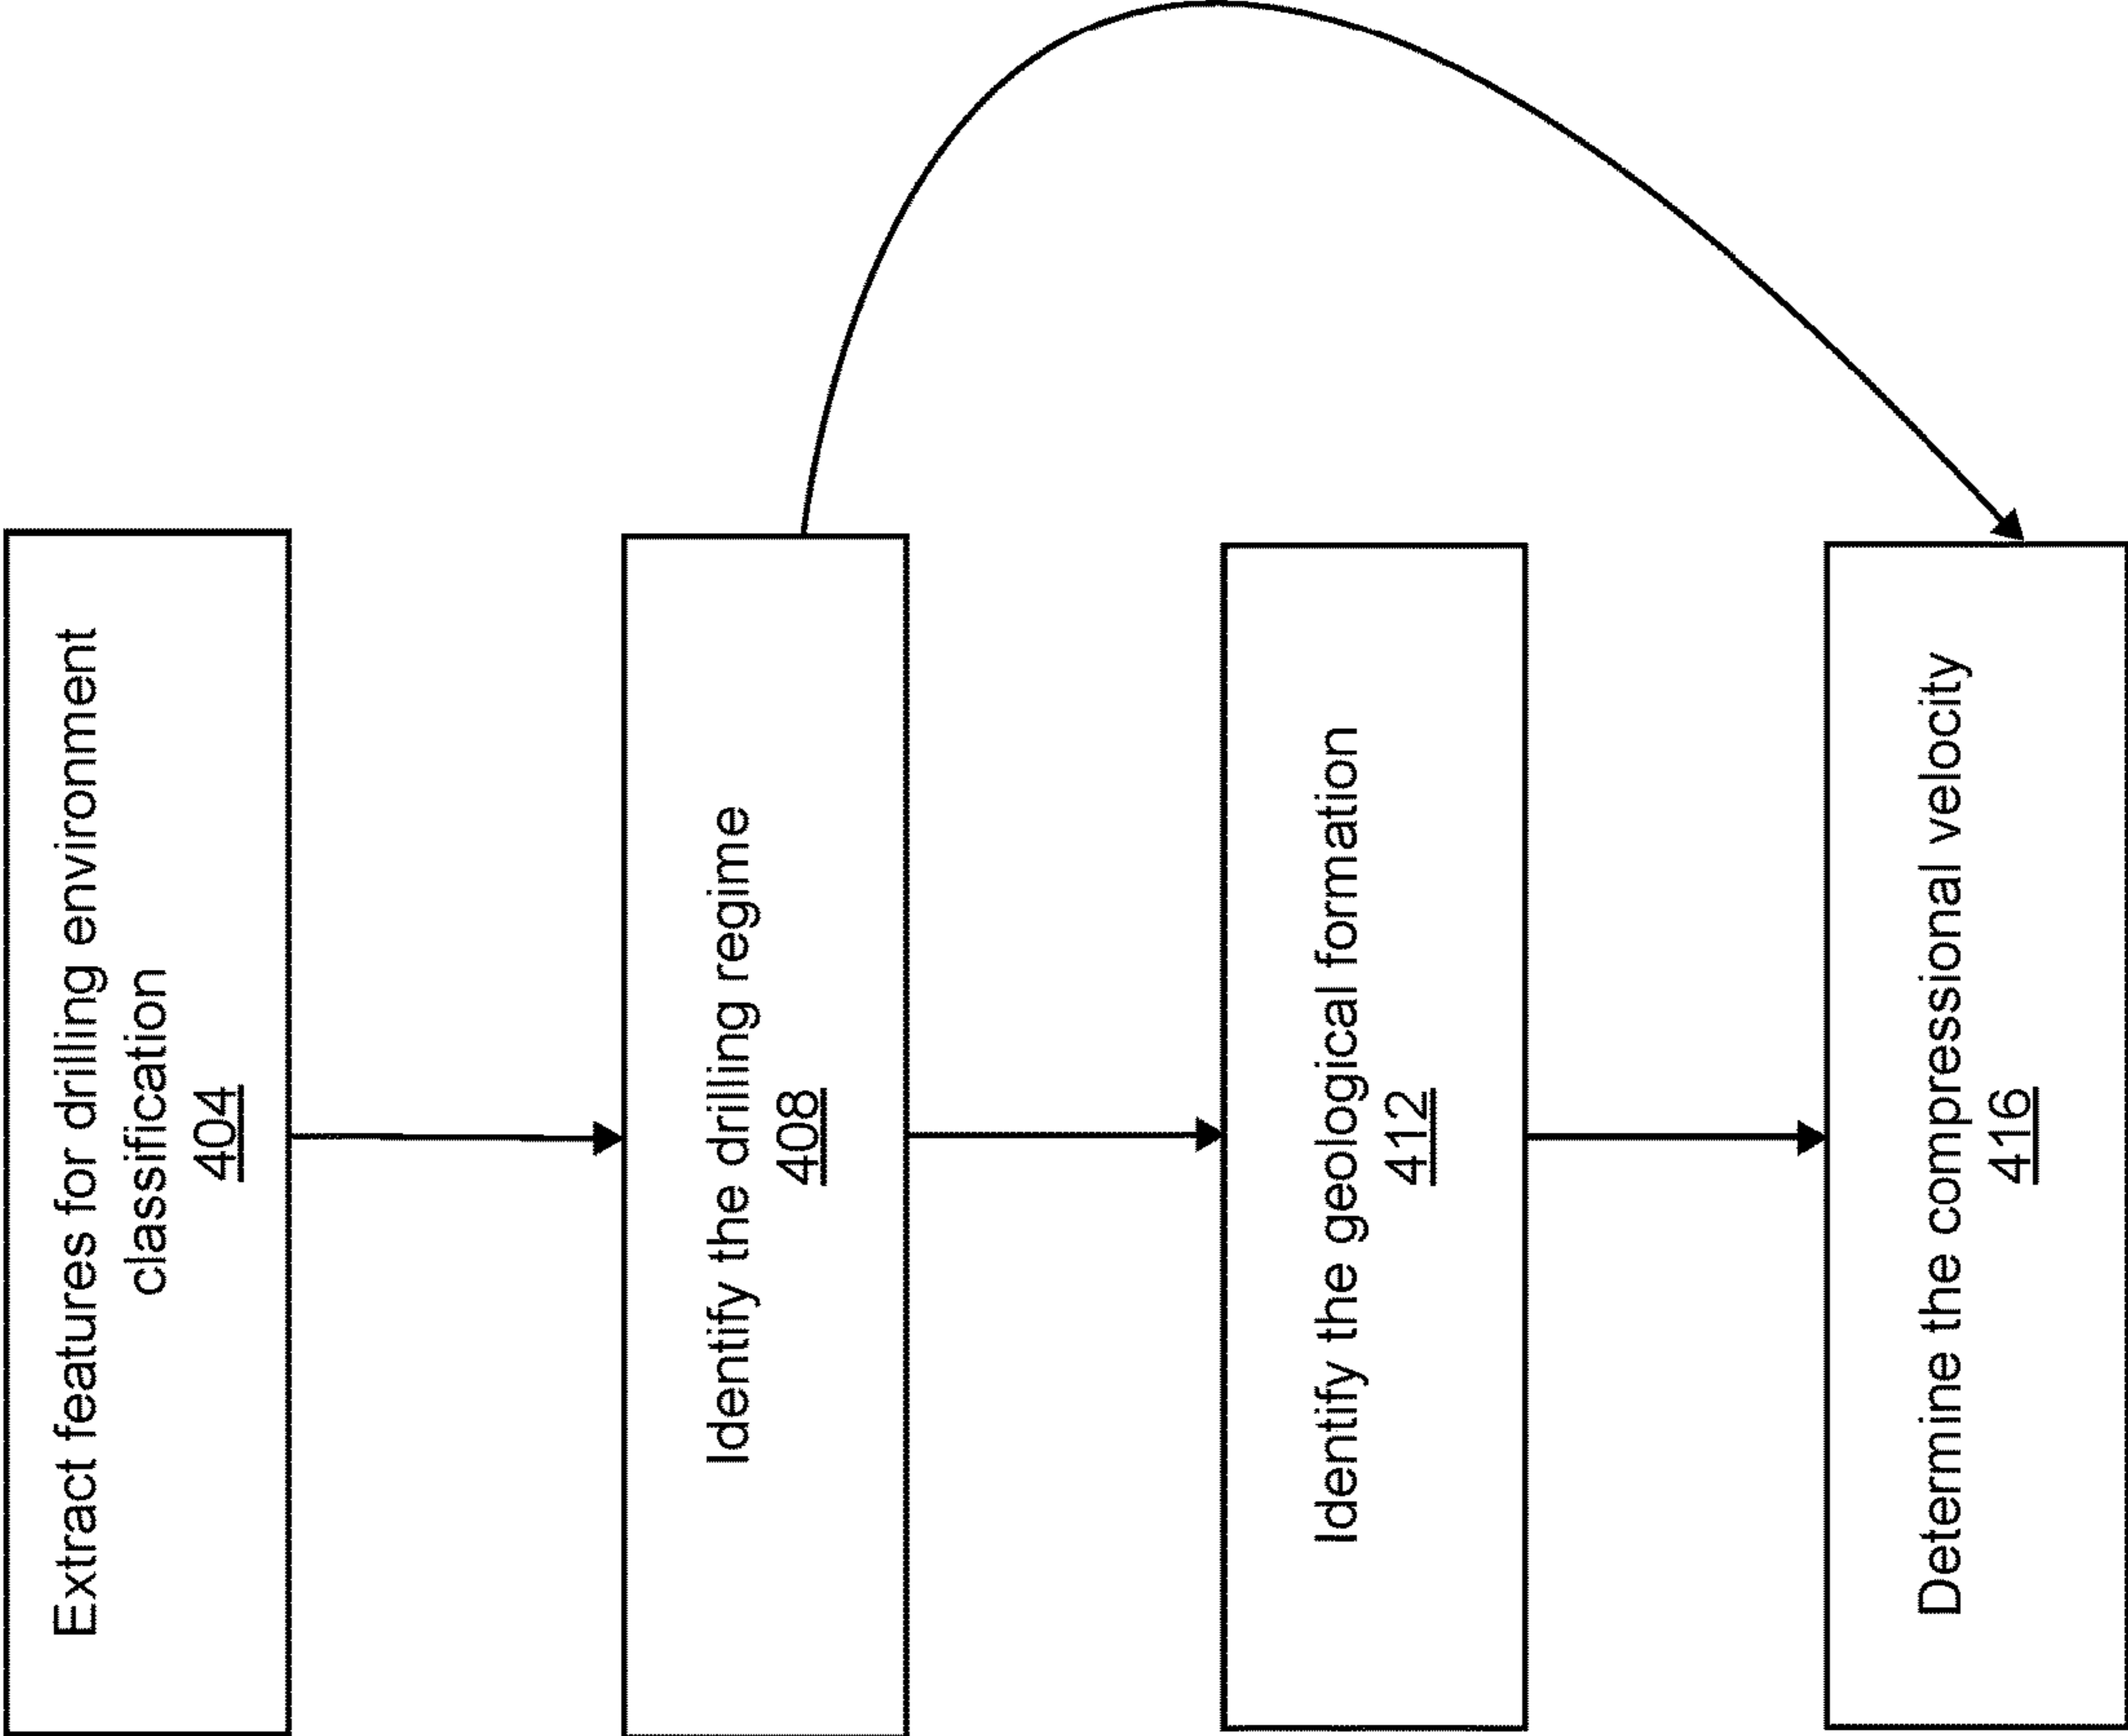 Extract features for drilling environment
classification
404
Identify the drilling regime
408
Identify the geological formation
412
Determine the compressional velocity
416